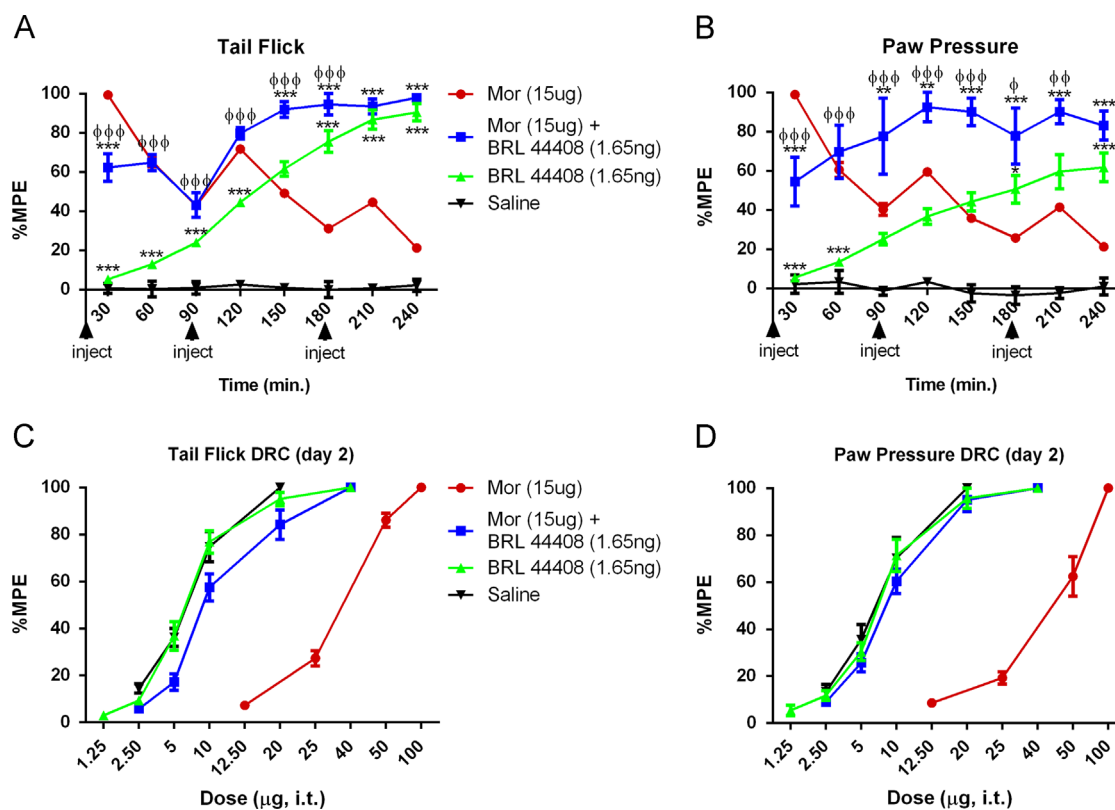 A
Tail Flick
%MPE
100
80
60
40
20
0
ϕϕϕ
***
ϕϕϕ
ϕϕϕ
ϕϕϕ
ϕϕϕ
***
ϕϕϕ
***
***
***
***
***
***
***
***
***
***
30
60
90
120
150
180
210
240
inject
inject
inject
Time (min.)
Mor (15ug)
Mor (15ug) +
BRL 44408 (1.65ng)
BRL 44408 (1.65ng)
Saline
B
Paw Pressure
%MPE
100
80
60
40
20
0
ϕϕϕ
***
ϕϕϕ
ϕϕϕ
**
ϕϕϕ
**
ϕϕϕ
***
ϕ
***
ϕϕ
***
***
***
***
*
***
30
60
90
120
150
180
210
240
inject
inject
inject
Time (min.)
C
Tail Flick DRC (day 2)
%MPE
100
80
60
40
20
0
1.25
2.50
5
10
12.50
20
25
40
50
100
Dose (μg, i.t.)
Mor (15ug)
Mor (15ug) +
BRL 44408 (1.65ng)
BRL 44408 (1.65ng)
Saline
D
Paw Pressure DRC (day 2)
%MPE
100
80
60
40
20
0
1.25
2.50
5
10
12.50
20
25
40
50
100
Dose (μg, i.t.)